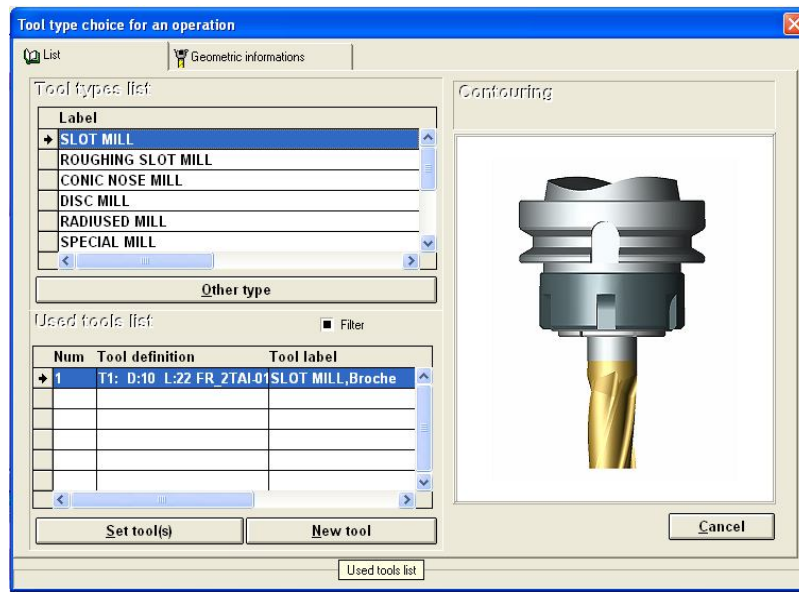 Tool type choice for an operation
List
Geometric informations
Tool types list
Label
SLOT MILL
ROUGHING SLOT MILL
CONIC NOSE MILL
DISC MILL
RADIUSED MILL
SPECIAL MILL
Other type
Used tools list
Filter
Num Tool definition Tool label
1 T1: D:10 L:22 FR_2TAI-01 SLOT MILL,Broche
Set tool(s)
New tool
Contouring
Cancel
Used tools list